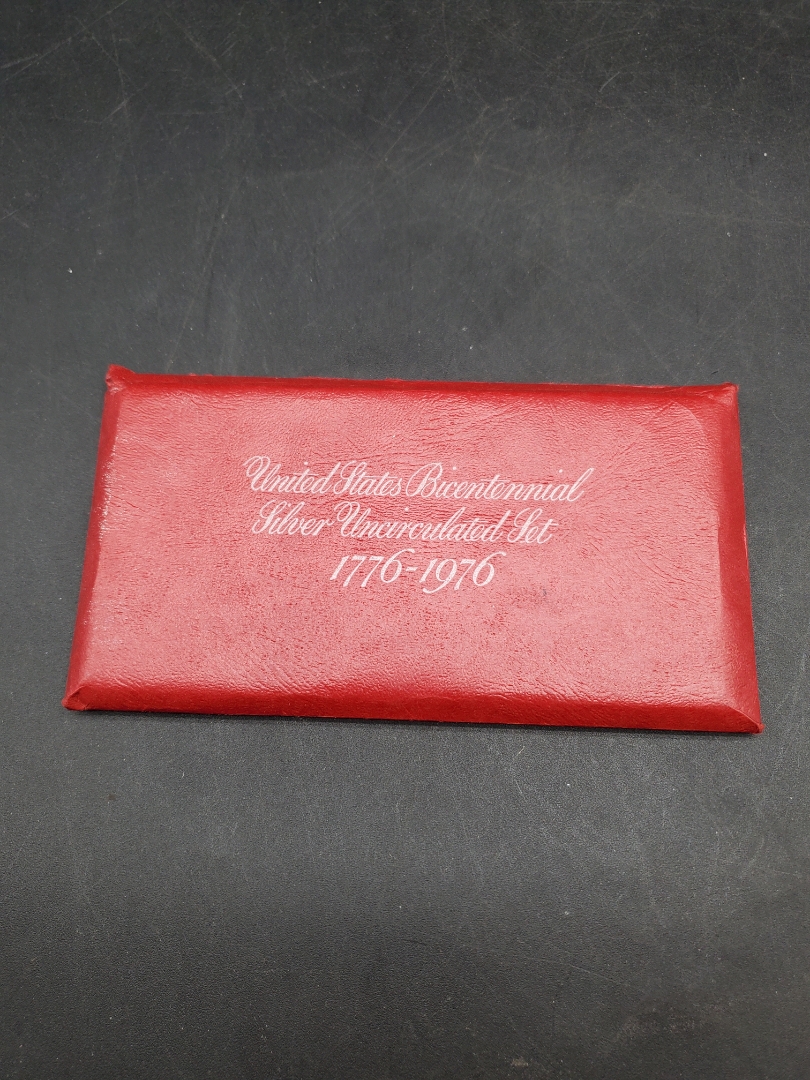 United States Bicentennial
Silver Uncirculated Set
1776-1976